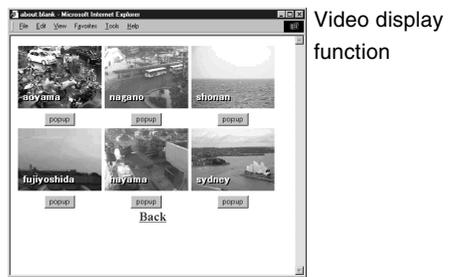 about:blank - Microsoft Internet Explorer
File Edit View Favorites Tools Help
aoyama nagano shonan
popup popup popup
fujiyoshida hayama sydney
popup popup popup
Back
Video display
function